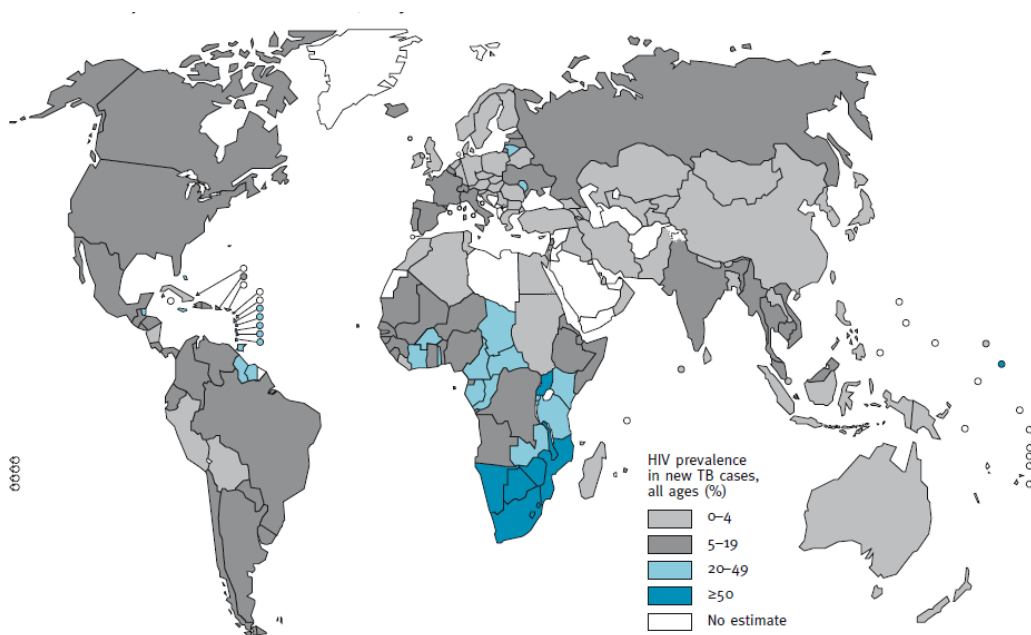 HIV prevalence
in new TB cases,
all ages (%)
0–4
5–19
20–49
≥50
No estimate